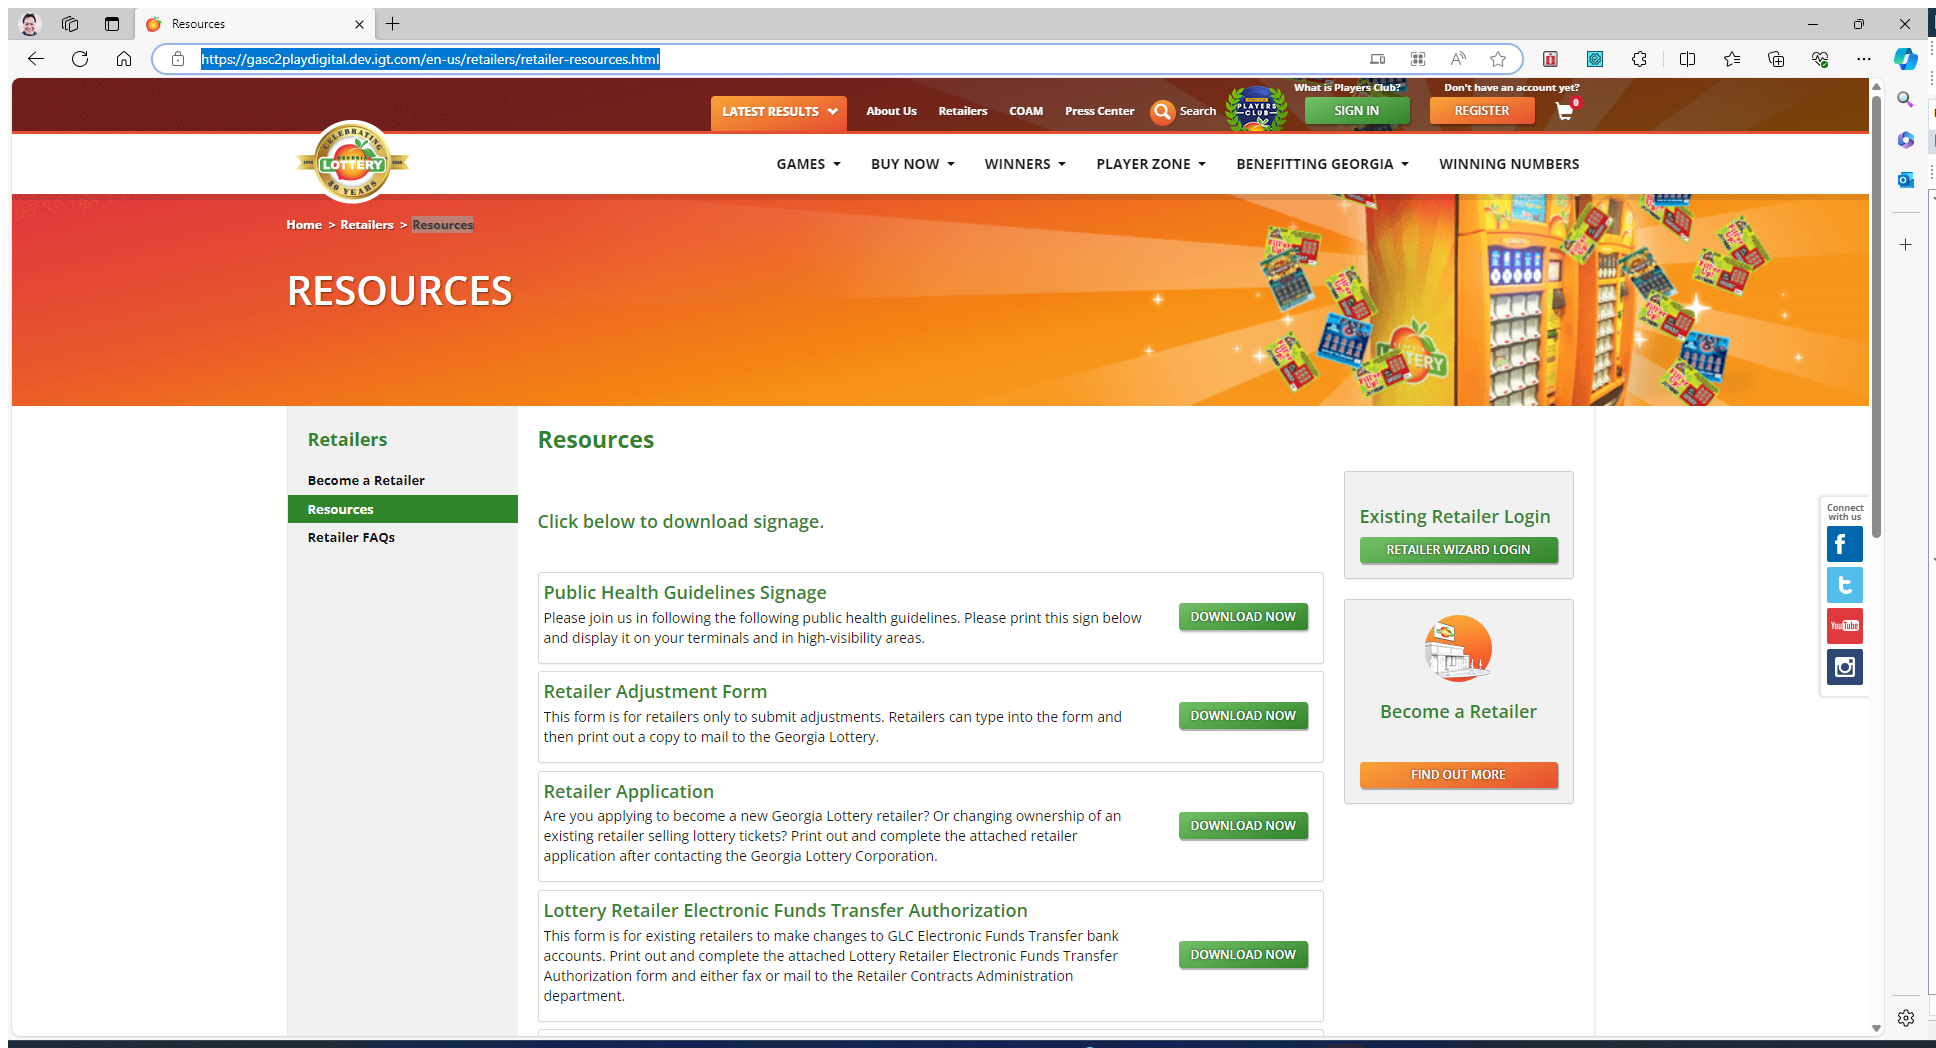 Resources
https://gasc2playdigital.dev.igt.com/en-us/retailers/retailer-resources.html
What is Players Club?
Don't have an account yet?
LATEST RESULTS
About Us
Retailers
COAM
Press Center
Search
PLAYERS CLUB
SIGN IN
REGISTER
0
CELEBRATING
GEORGIA
LOTTERY
30 YEARS
GAMES
BUY NOW
WINNERS
PLAYER ZONE
BENEFITTING GEORGIA
WINNING NUMBERS
Home > Retailers > Resources
RESOURCES
LOTTERY
Retailers
Become a Retailer
Resources
Retailer FAQs
Resources
Click below to download signage.
Public Health Guidelines Signage
Please join us in following the following public health guidelines. Please print this sign below
and display it on your terminals and in high-visibility areas.
DOWNLOAD NOW
Retailer Adjustment Form
This form is for retailers only to submit adjustments. Retailers can type into the form and
then print out a copy to mail to the Georgia Lottery.
DOWNLOAD NOW
Retailer Application
Are you applying to become a new Georgia Lottery retailer? Or changing ownership of an
existing retailer selling lottery tickets? Print out and complete the attached retailer
application after contacting the Georgia Lottery Corporation.
DOWNLOAD NOW
Lottery Retailer Electronic Funds Transfer Authorization
This form is for existing retailers to make changes to GLC Electronic Funds Transfer bank
accounts. Print out and complete the attached Lottery Retailer Electronic Funds Transfer
Authorization form and either fax or mail to the Retailer Contracts Administration
department.
DOWNLOAD NOW
Existing Retailer Login
RETAILER WIZARD LOGIN
Become a Retailer
FIND OUT MORE
Connect
with us
You Tube